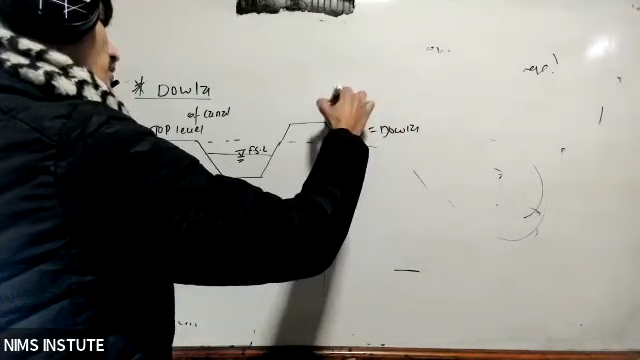 * Dowla
of canal
TOP level
F.S.L
= Dowla
NIMS INSTUTE